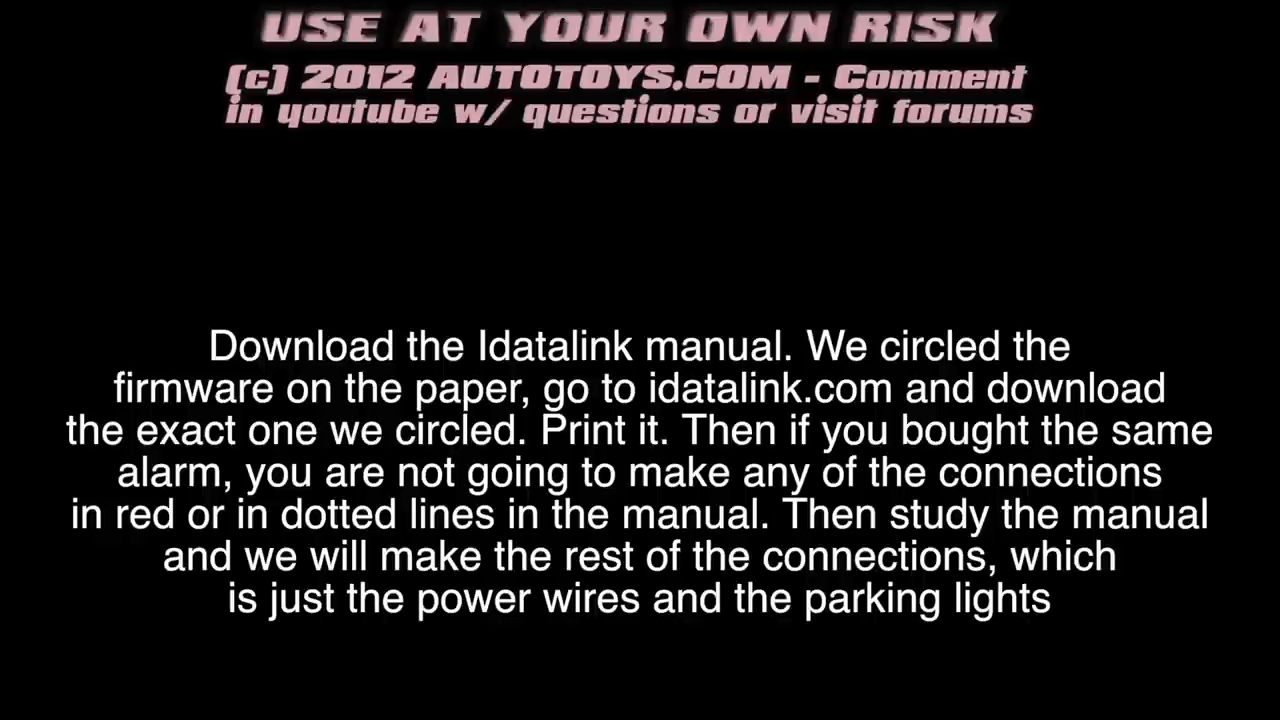 USE AT YOUR OWN RISK
(c) 2012 AUTOTOYS.COM - Comment
in youtube w/ questions or visit forums
Download the Idatalink manual. We circled the
firmware on the paper, go to idatalink.com and download
the exact one we circled. Print it. Then if you bought the same
alarm, you are not going to make any of the connections
in red or in dotted lines in the manual. Then study the manual
and we will make the rest of the connections, which
is just the power wires and the parking lights